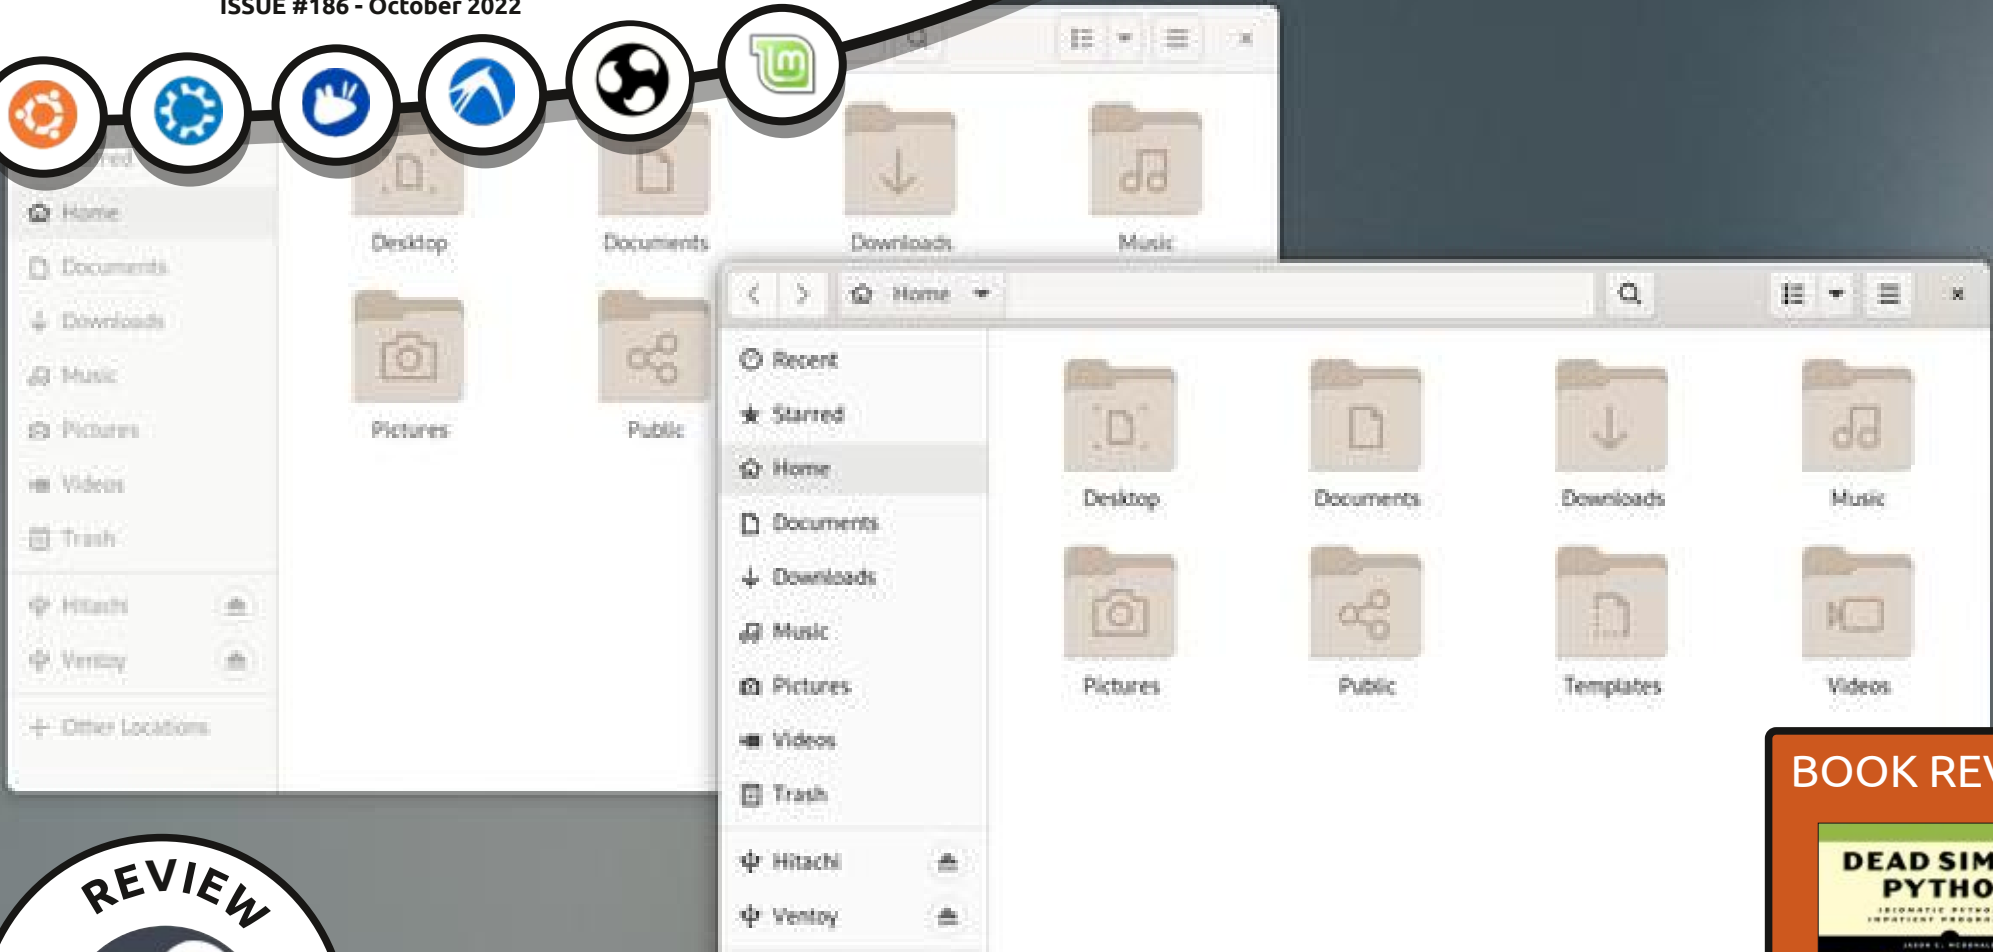 ISSUE #186 - October 2022
Home
Documents
Downloads
Music
Pictures
Videos
Trash
Hitachi
Ventoy
Other Locations
Desktop
Documents
Downloads
Music
Pictures
Public
Home
Recent
Starred
Home
Documents
Downloads
Music
Pictures
Videos
Trash
Hitachi
Ventoy
Desktop
Documents
Downloads
Music
Pictures
Public
Templates
Videos
REVIEW
BOOK REV
DEAD SIM
PYTHO